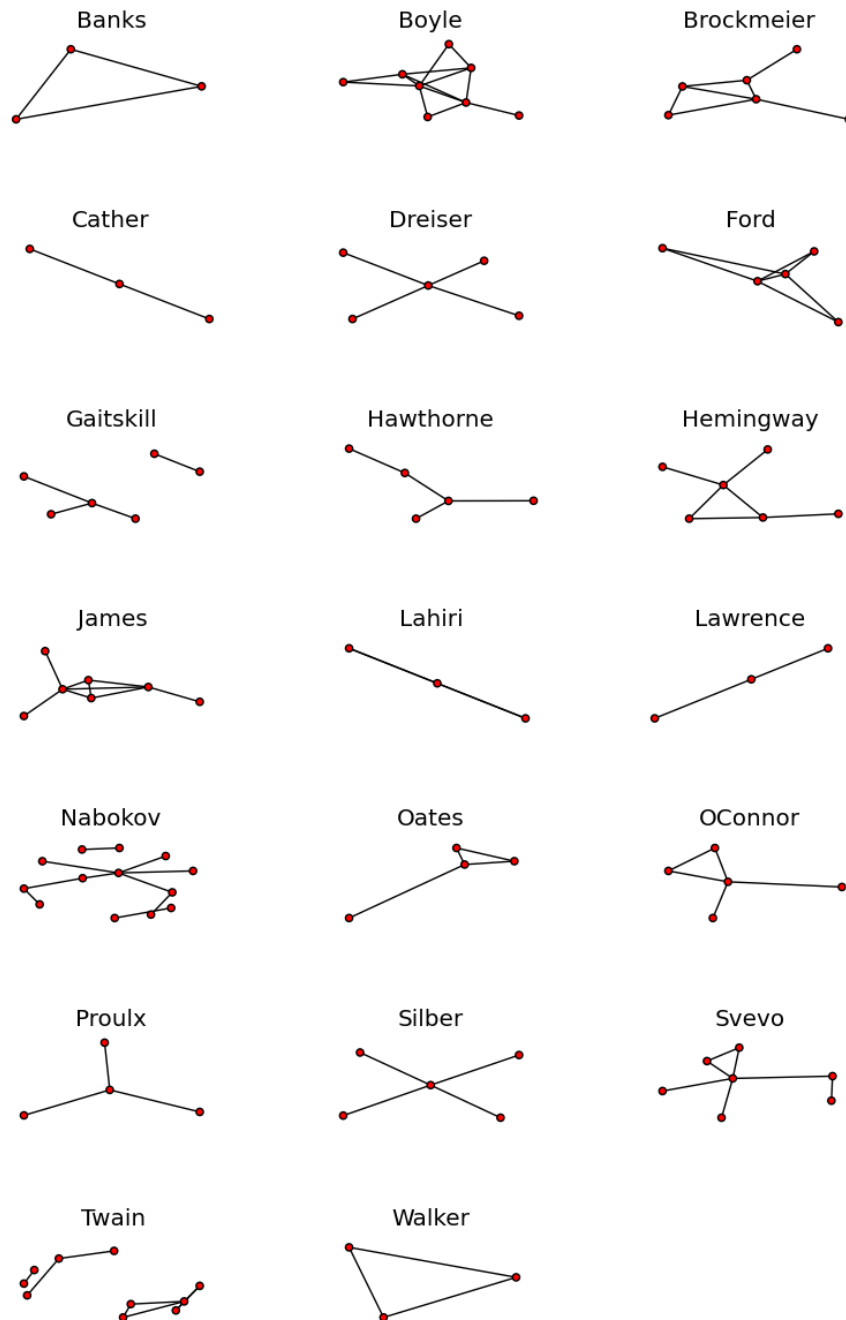 Banks
Boyle
Brockmeier
Cather
Dreiser
Ford
Gaitskill
Hawthorne
Hemingway
James
Lahiri
Lawrence
Nabokov
Oates
OConnor
Proulx
Silber
Svevo
Twain
Walker